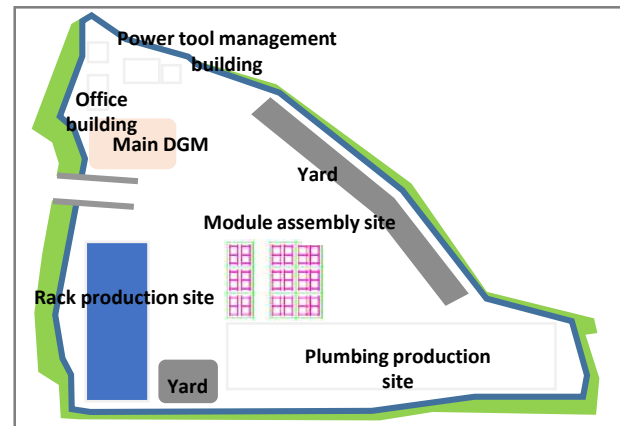 Power tool management
building
Office
building
Main DGM
Yard
Module assembly site
Rack production site
Plumbing production
site
Yard